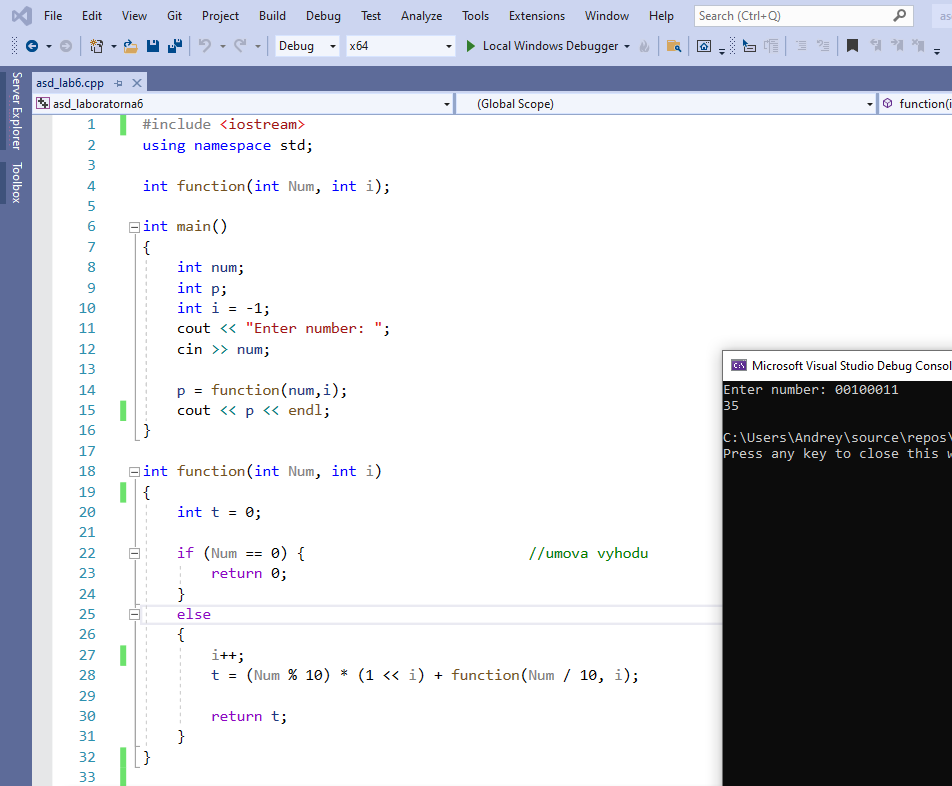 File Edit View Git Project Build Debug Test Analyze Tools Extensions Window Help Search (Ctrl+Q) as
Debug x64 Local Windows Debugger
Server Explorer
Toolbox
asd_lab6.cpp
asd_laboratorna6 (Global Scope) function(i
1 #include <iostream>
2 using namespace std;
3
4 int function(int Num, int i);
5
6 int main()
7 {
8 int num;
9 int p;
10 int i = -1;
11 cout << "Enter number: ";
12 cin >> num;
13
14 p = function(num,i);
15 cout << p << endl;
16 }
17
18 int function(int Num, int i)
19 {
20 int t = 0;
21
22 if (Num == 0) { //umova vyhodu
23 return 0;
24 }
25 else
26 {
27 i++;
28 t = (Num % 10) * (1 << i) + function(Num / 10, i);
29
30 return t;
31 }
32 }
33
Microsoft Visual Studio Debug Consol
Enter number: 00100011
35
C:\Users\Andrey\source\repos\
Press any key to close this w